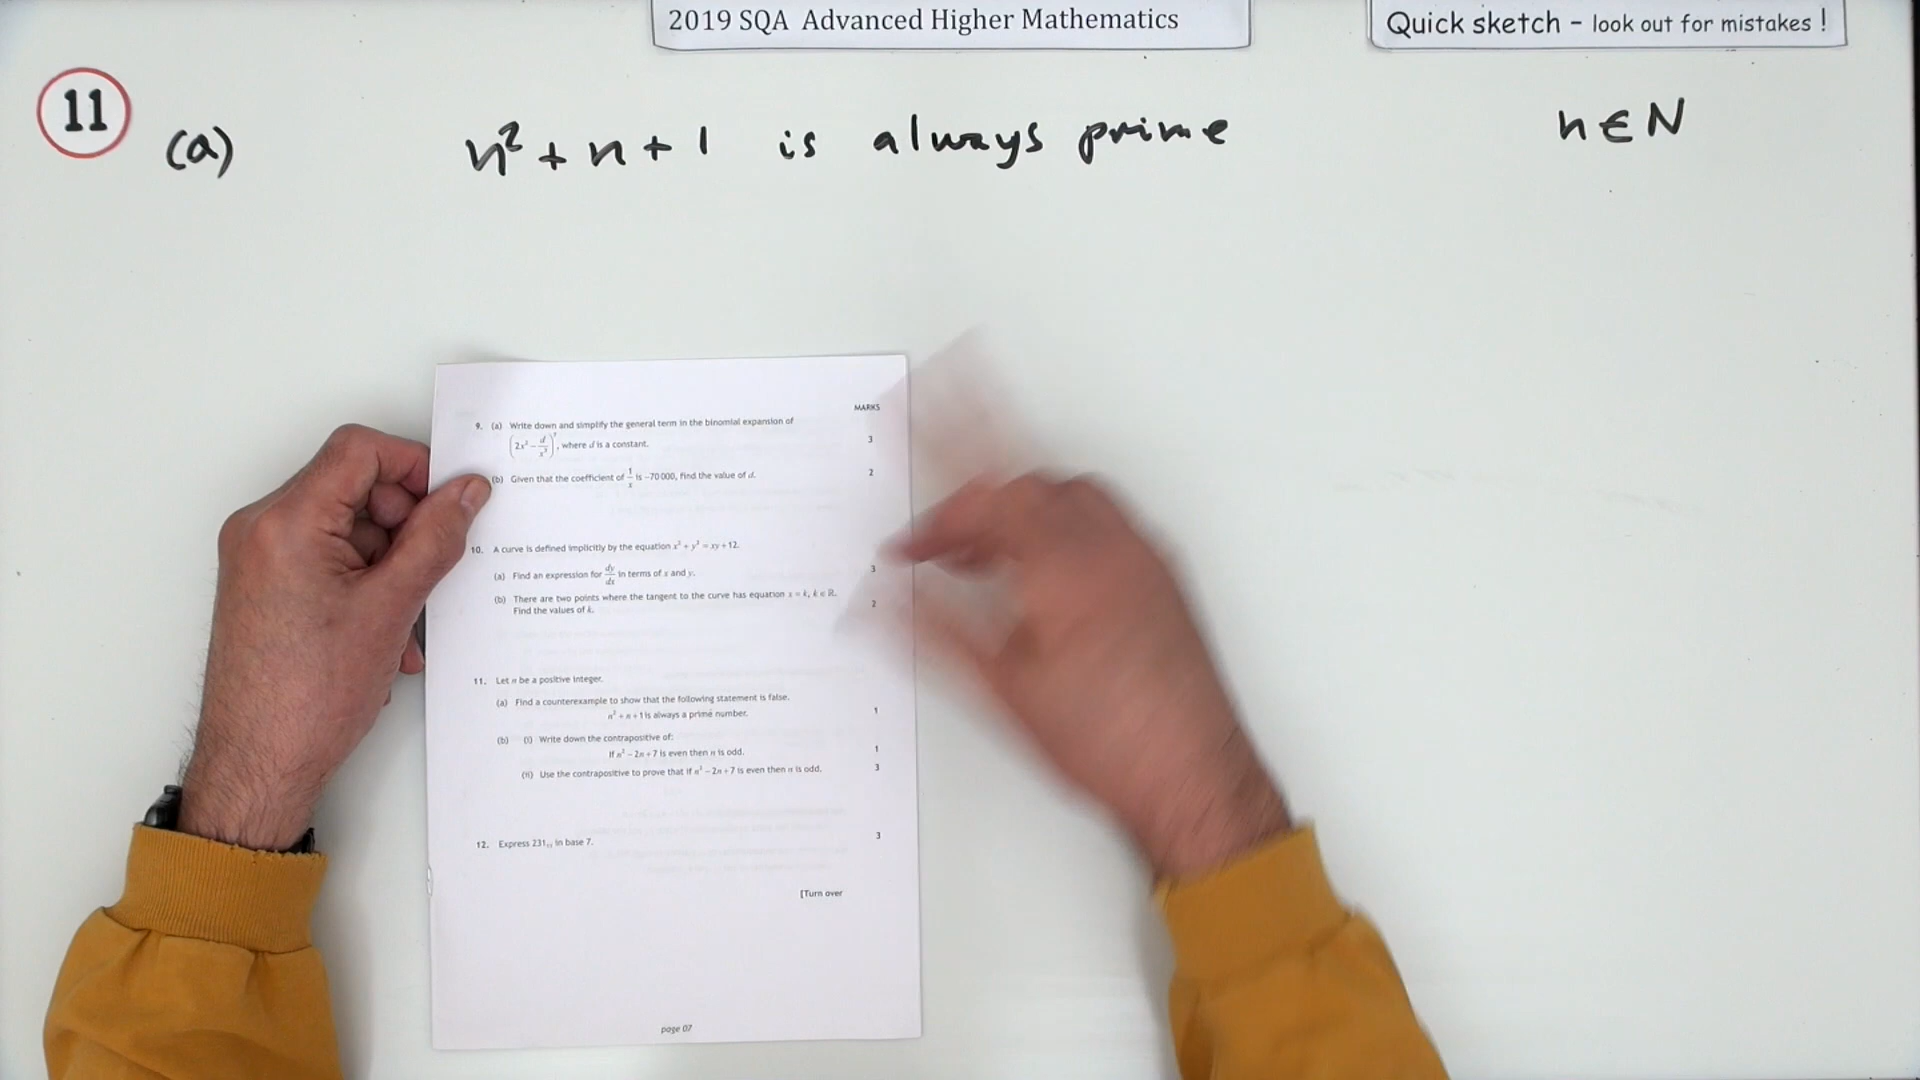 2019 SQA Advanced Higher Mathematics
Quick sketch – look out for mistakes !
11
(a) n² + n + 1 is always prime n ∈ N
MARKS
9. (a) Write down and simplify the general term in the binomial expansion of
, where d is a constant. 3
(b) Given that the coefficient of 1/x is −70 000, find the value of d. 2
10. A curve is defined implicitly by the equation x² + y² = xy + 12.
(a) Find an expression for dy/dx in terms of x and y. 3
(b) There are two points where the tangent to the curve has equation x = k, k ∈ ℝ.
Find the values of k. 2
11. Let n be a positive integer.
(a) Find a counterexample to show that the following statement is false.
n² + n + 1 is always a prime number. 1
(b) (i) Write down the contrapositive of:
If n² − 2n + 7 is even then n is odd. 1
(ii) Use the contrapositive to prove that if n² − 2n + 7 is even then n is odd. 3
12. Express 231₁₁ in base 7. 3
[Turn over
page 07